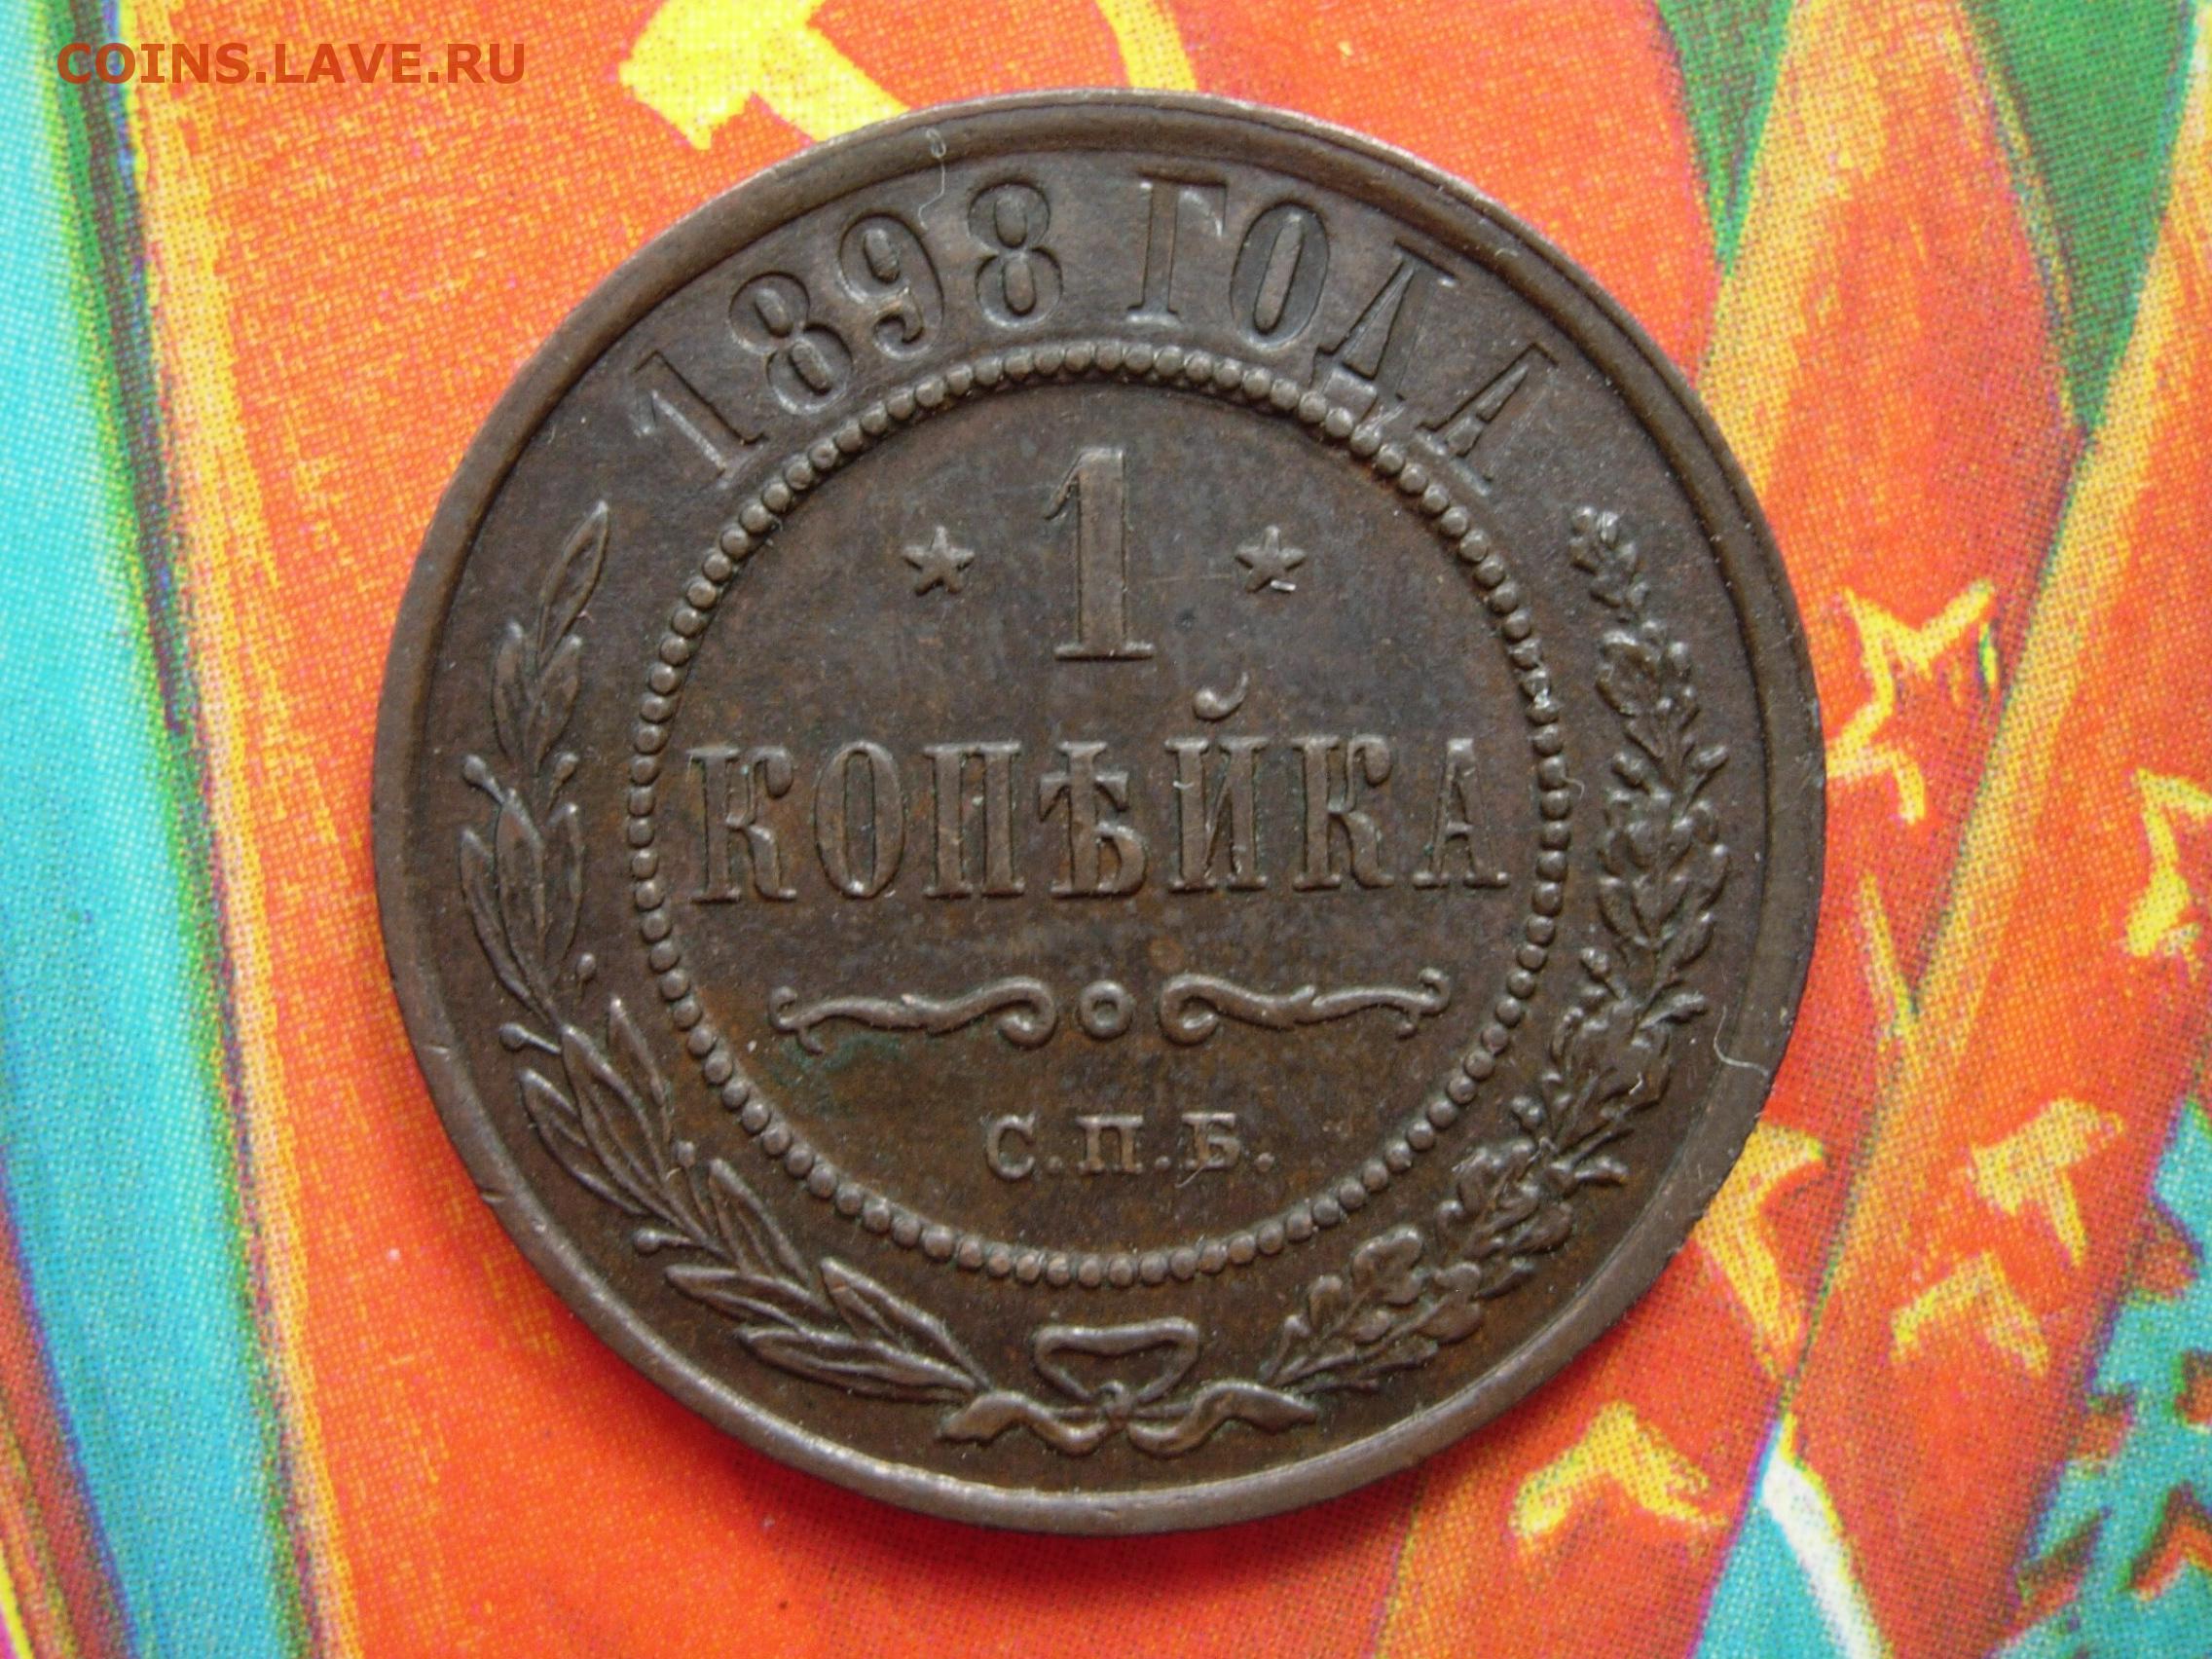 COINS.LAVE.RU
1898 ГОДА
1
КОПѢЙКА
С.П.Б.